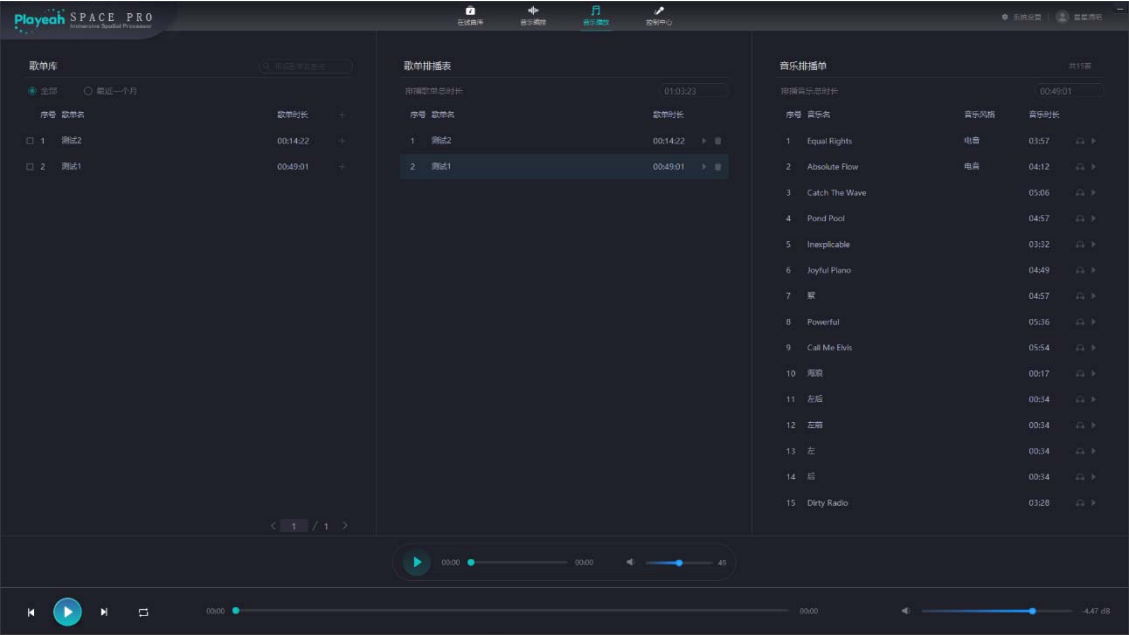 Playeah SPACE PRO
Immersive Spatial Processor
在线曲库
音乐编排
音乐播放
控制中心
系统设置
歌单库
全部
最近一个月
序号 歌单名 歌单时长 +
1 测试2 00:14:22 +
2 测试1 00:49:01 +
< 1 / 1 >
歌单排播表
排播歌单总时长 01:03:23
序号 歌单名 歌单时长
1 测试2 00:14:22
2 测试1 00:49:01
音乐排播单 共15首
排播音乐总时长 00:49:01
序号 音乐名 音乐风格 音乐时长
1 Equal Rights 电音 03:57
2 Absolute Flow 电音 04:12
3 Catch The Wave 05:06
4 Pond Pool 04:57
5 Inexplicable 03:32
6 Joyful Piano 04:49
7 04:57
8 Powerful 05:36
9 Call Me Elvis 05:54
10 海浪 00:17
11 左后 00:34
12 左前 00:34
13 左 00:34
14 后 00:34
15 Dirty Radio 03:28
00:00 00:00 46
00:00 00:00 -4.47 dB